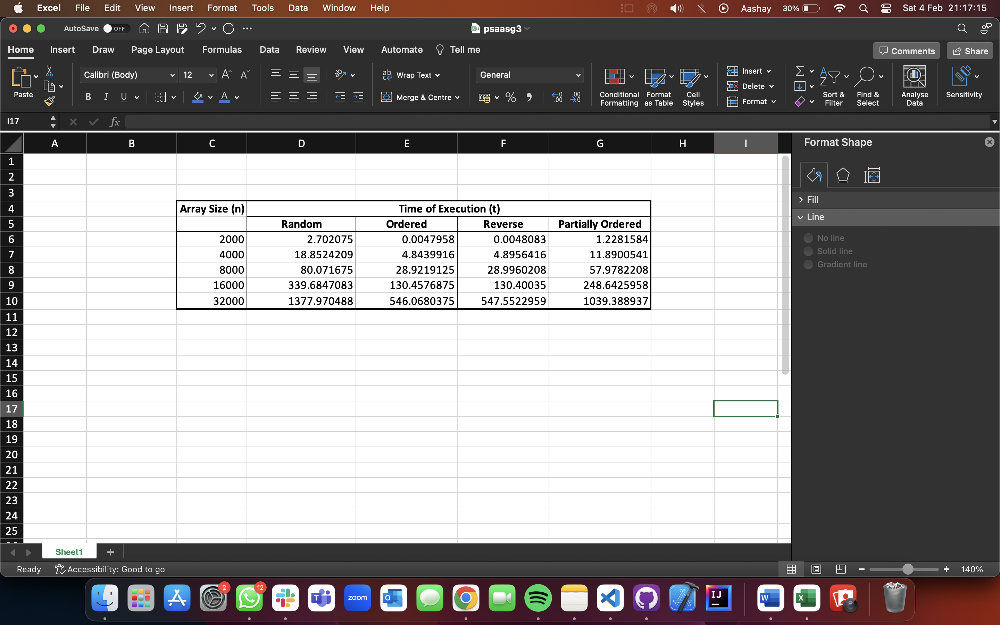 Excel File Edit View Insert Format Tools Data Window Help Aashay 30% Sat 4 Feb 21:17:15
AutoSave OFF psaasg3
Home Insert Draw Page Layout Formulas Data Review View Automate Tell me Comments Share
Paste Calibri (Body) 12 Wrap Text General Insert
Delete
B I U Merge & Centre Format
Conditional Formatting Format as Table Cell Styles Sort & Filter Find & Select Analyse Data Sensitivity
I17 fx
A B C D E F G H I Format Shape
1
2
3
4 Array Size (n) Time of Execution (t)
5 Random Ordered Reverse Partially Ordered
6 2000 2.702075 0.0047958 0.0048083 1.2281584
7 4000 18.8524209 4.8439916 4.8956416 11.8900541
8 8000 80.071675 28.9219125 28.9960208 57.9782208
9 16000 339.6847083 130.4576875 130.40035 248.6425958
10 32000 1377.970488 546.0680375 547.5522959 1039.388937
11
12
13
14
15
16
17
18
19
20
21
22
23
24
25
Fill
Line
No line
Solid line
Gradient line
Sheet1 +
Ready Accessibility: Good to go 140%
2 12 zoom IJ W X